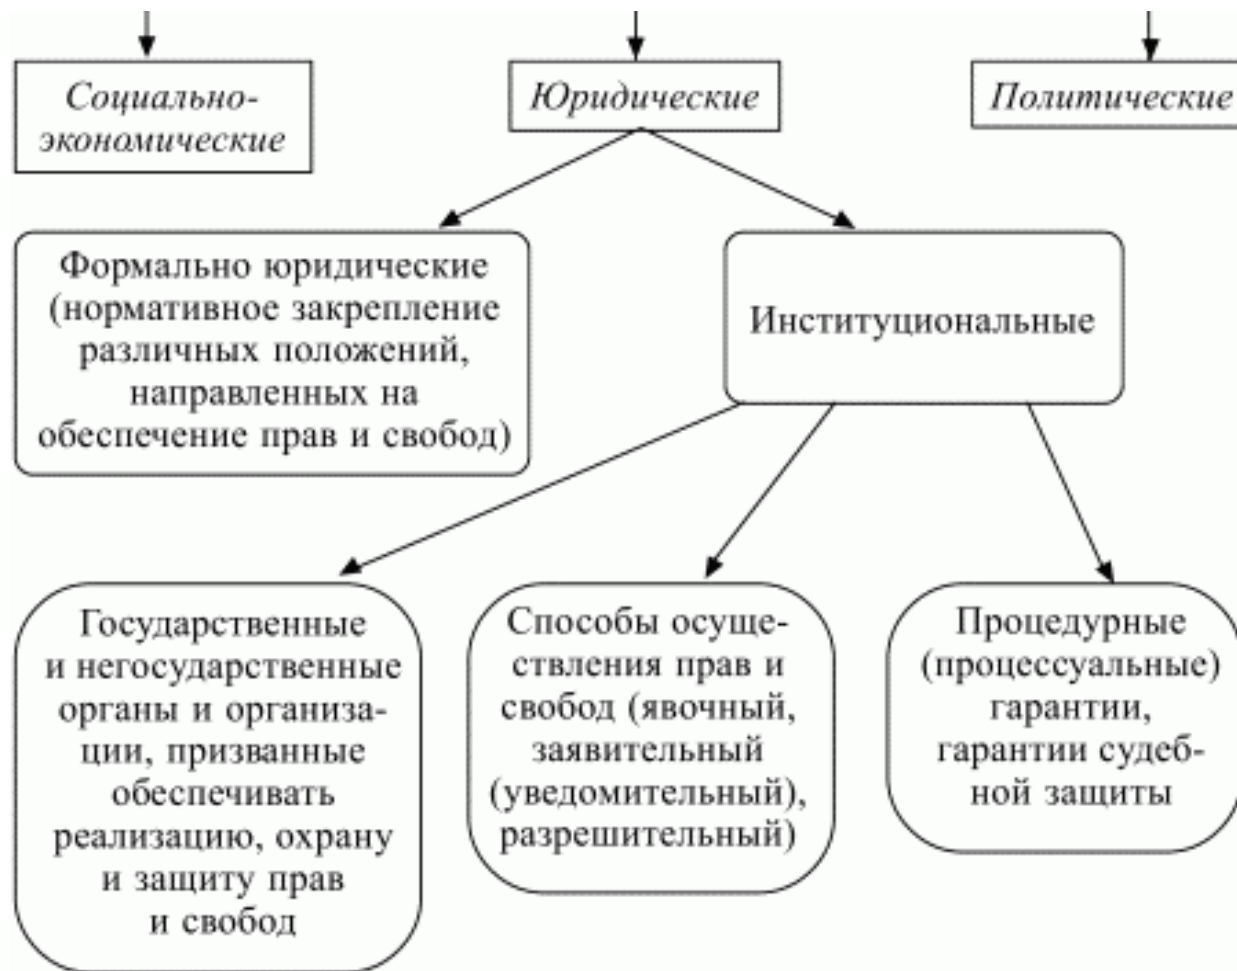 Социально-
экономические
Юридические
Политические
Формально юридические
(нормативное закрепление
различных положений,
направленных на
обеспечение прав и свобод)
Институциональные
Государственные
и негосударственные
органы и организа-
ции, призванные
обеспечивать
реализацию, охрану
и защиту прав
и свобод
Способы осуще-
ствления прав и
свобод (явочный,
заявительный
(уведомительный),
разрешительный)
Процедурные
(процессуальные)
гарантии,
гарантии судеб-
ной защиты